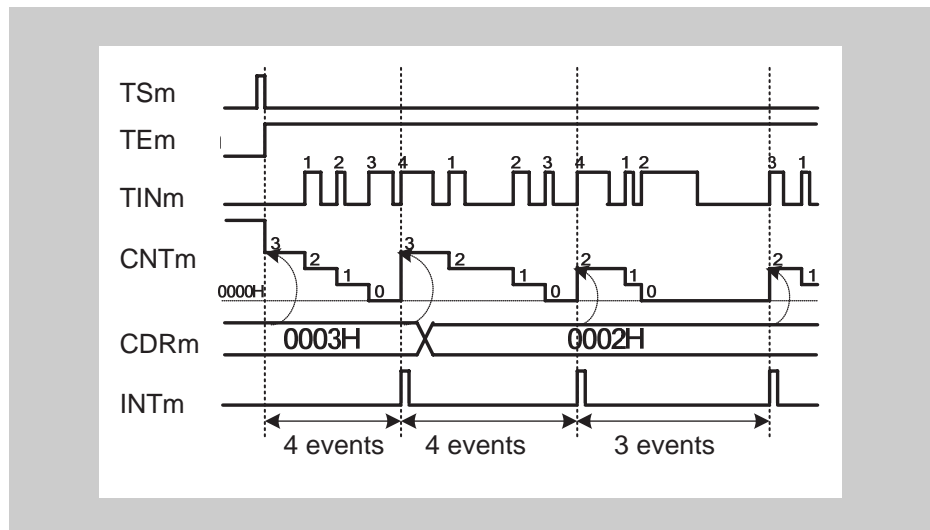 TSm
TEm
1 2 3 4 1 2 3 4 1 2 3 1
TINm
3 2 1 0 3 2 1 0 2 1 0 2 1
CNTm
0000H
0003H 0002H
CDRm
INTm
4 events 4 events 3 events